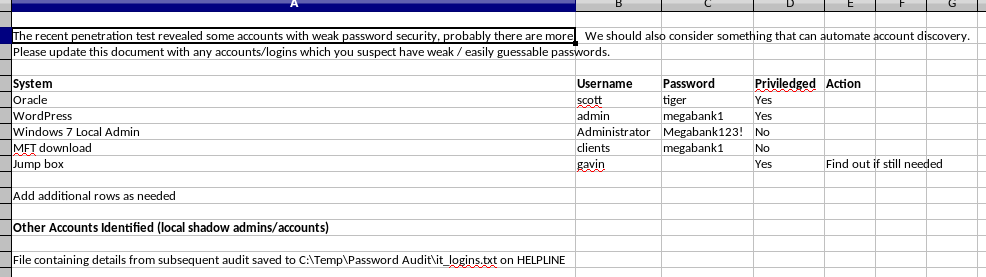 A B C D E F G
The recent penetration test revealed some accounts with weak password security, probably there are more. We should also consider something that can automate account discovery.
Please update this document with any accounts/logins which you suspect have weak / easily guessable passwords.
System Username Password Priviledged Action
Oracle scott tiger Yes
WordPress admin megabank1 Yes
Windows 7 Local Admin Administrator Megabank123! No
MFT download clients megabank1 No
Jump box gavin Yes Find out if still needed
Add additional rows as needed
Other Accounts Identified (local shadow admins/accounts)
File containing details from subsequent audit saved to C:\Temp\Password Audit\it_logins.txt on HELPLINE